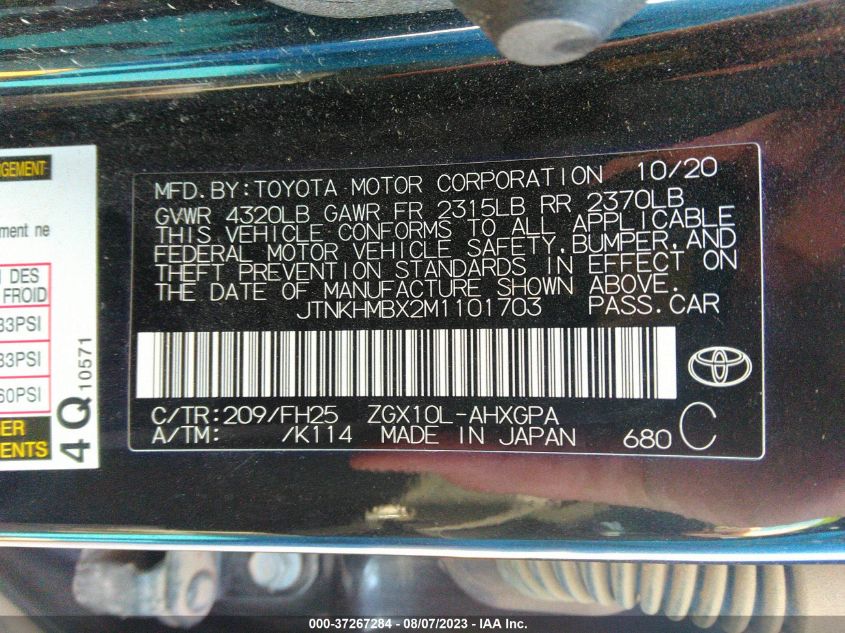 GEMENT
ment ne
DES
FROID
33PSI
33PSI
60PSI
ER
ENTS
4Q 10571
MFD.BY:TOYOTA MOTOR CORPORATION 10/20
GVWR 4320LB GAWR FR 2315LB RR 2370LB
THIS VEHICLE CONFORMS TO ALL APPLICABLE
FEDERAL MOTOR VEHICLE SAFETY,BUMPER,AND
THEFT PREVENTION STANDARDS IN EFFECT ON
THE DATE OF MANUFACTURE SHOWN ABOVE.
JTNKHMBX2M1101703 PASS.CAR
C/TR:209/FH25 ZGX10L-AHXGPA
A/TM: /K114 MADE IN JAPAN 680 C
000-37267284 - 08/07/2023 - IAA Inc.